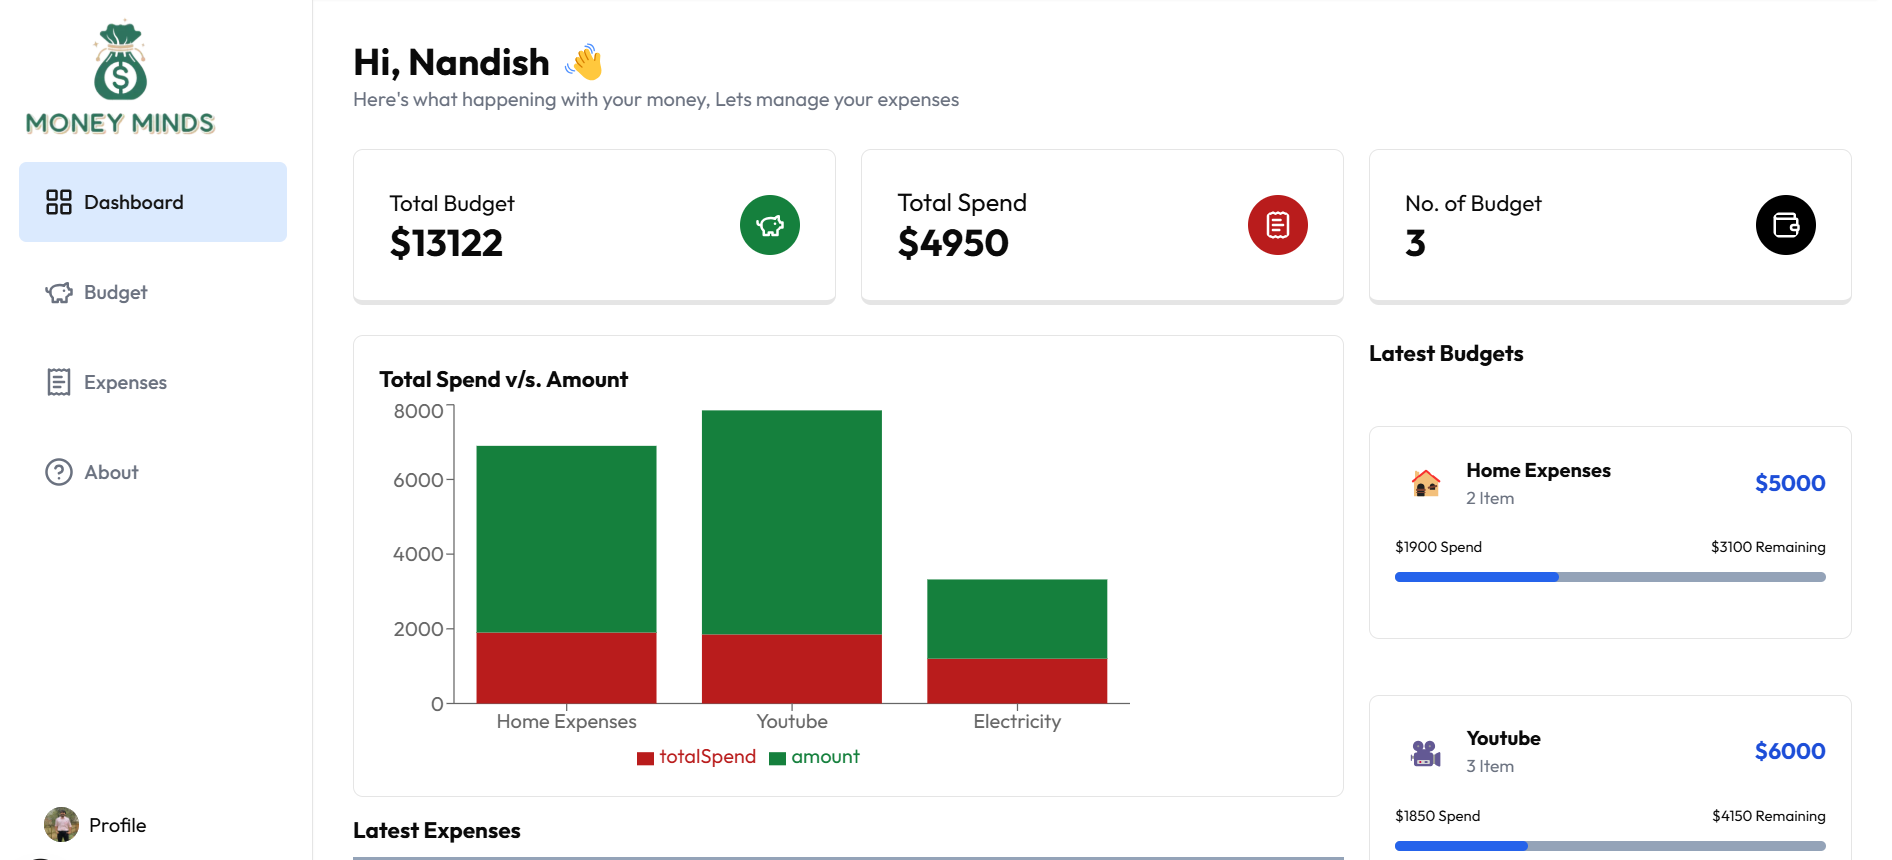 MONEY MINDS
Dashboard
Budget
Expenses
About
Profile
Hi, Nandish 👋
Here's what happening with your money, Lets manage your expenses
Total Budget
$13122
Total Spend
$4950
No. of Budget
3
Total Spend v/s. Amount
8000
6000
4000
2000
0
Home Expenses
Youtube
Electricity
totalSpend
amount
Latest Expenses
Latest Budgets
Home Expenses
2 Item
$5000
$1900 Spend
$3100 Remaining
Youtube
3 Item
$6000
$1850 Spend
$4150 Remaining